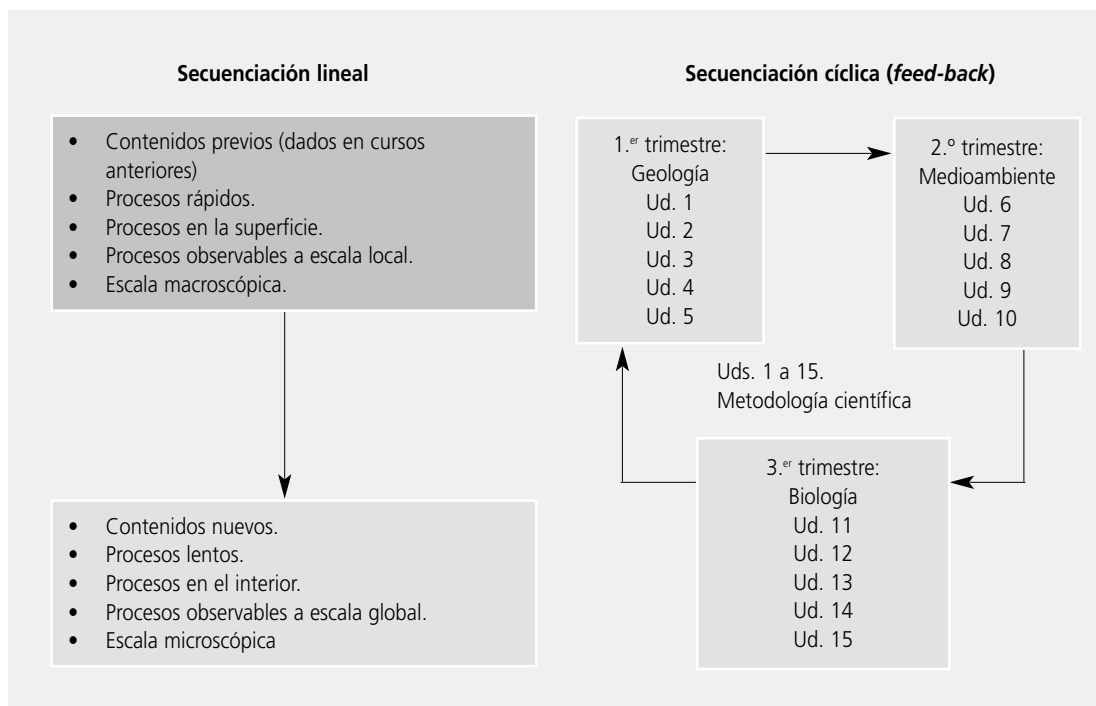 Secuenciación lineal
• Contenidos previos (dados en cursos
anteriores)
• Procesos rápidos.
• Procesos en la superficie.
• Procesos observables a escala local.
• Escala macroscópica.
• Contenidos nuevos.
• Procesos lentos.
• Procesos en el interior.
• Procesos observables a escala global.
• Escala microscópica
Secuenciación cíclica (feed-back)
1.er trimestre:
Geología
Ud. 1
Ud. 2
Ud. 3
Ud. 4
Ud. 5
2.º trimestre:
Medioambiente
Ud. 6
Ud. 7
Ud. 8
Ud. 9
Ud. 10
Uds. 1 a 15.
Metodología científica
3.er trimestre:
Biología
Ud. 11
Ud. 12
Ud. 13
Ud. 14
Ud. 15